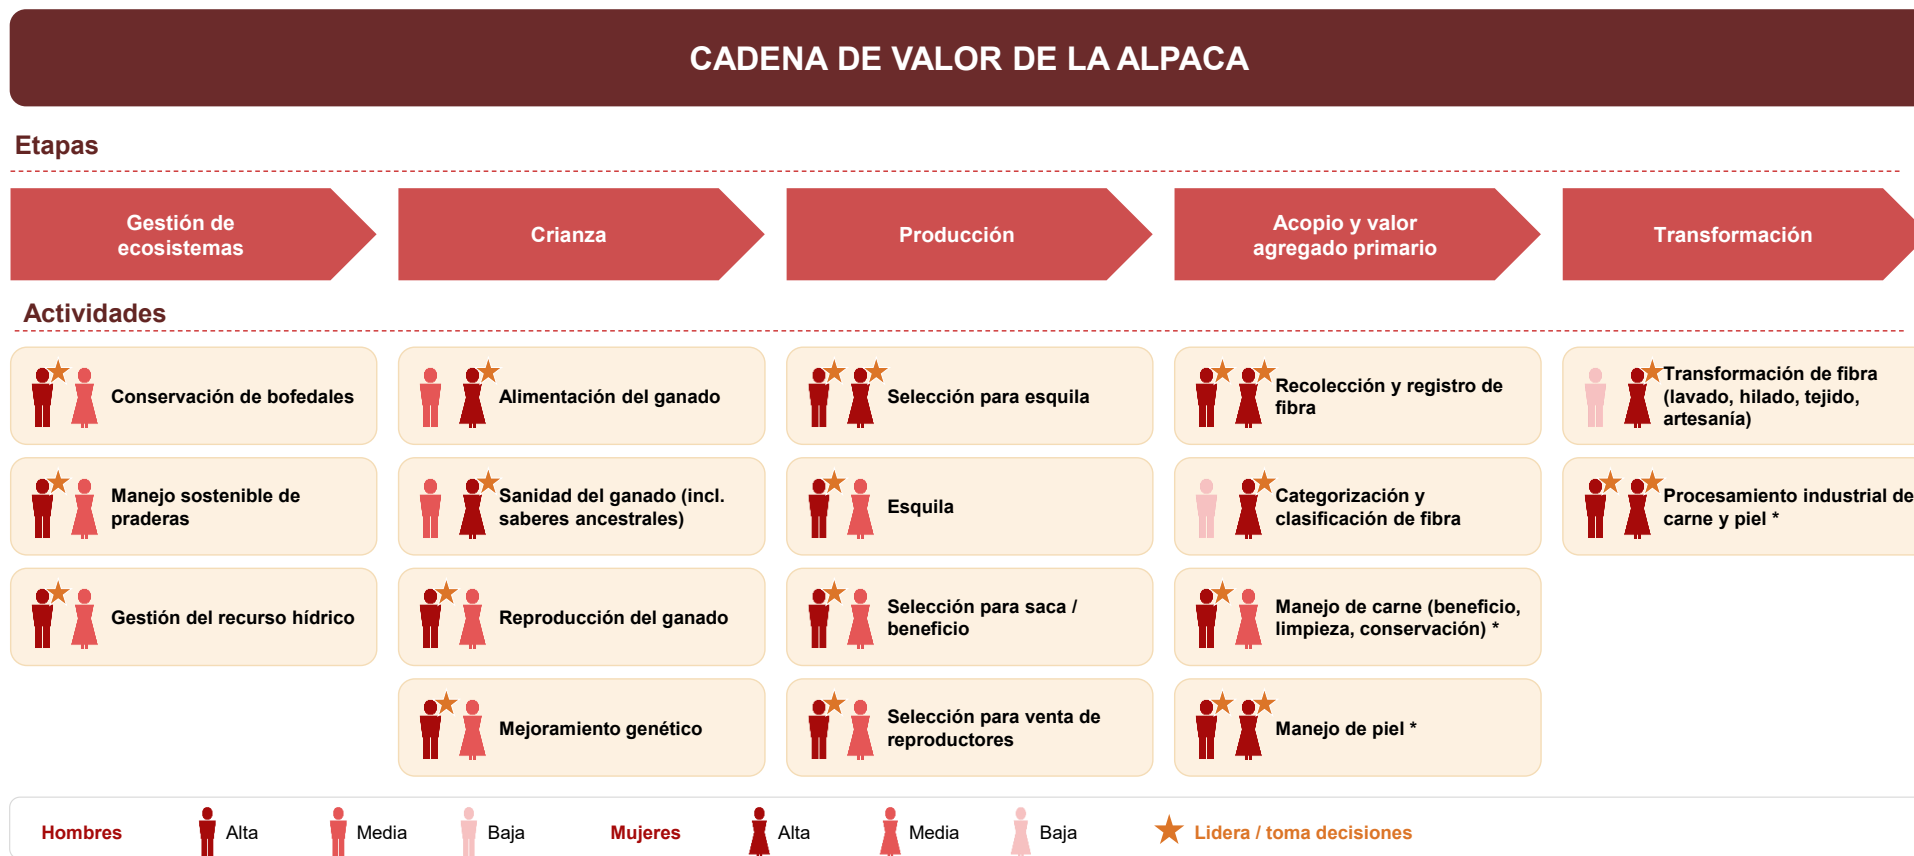 CADENA DE VALOR DE LA ALPACA
Etapas
Gestión de
ecosistemas
Crianza
Producción
Acopio y valor
agregado primario
Transformación
Actividades
Conservación de bofedales
Manejo sostenible de
praderas
Gestión del recurso hídrico
Alimentación del ganado
Sanidad del ganado (incl.
saberes ancestrales)
Reproducción del ganado
Mejoramiento genético
Selección para esquila
Esquila
Selección para saca /
beneficio
Selección para venta de
reproductores
Recolección y registro de
fibra
Categorización y
clasificación de fibra
Manejo de carne (beneficio,
limpieza, conservación) *
Manejo de piel *
Transformación de fibra
(lavado, hilado, tejido,
artesanía)
Procesamiento industrial de
carne y piel *
Hombres Alta Media Baja Mujeres Alta Media Baja Lidera / toma decisiones